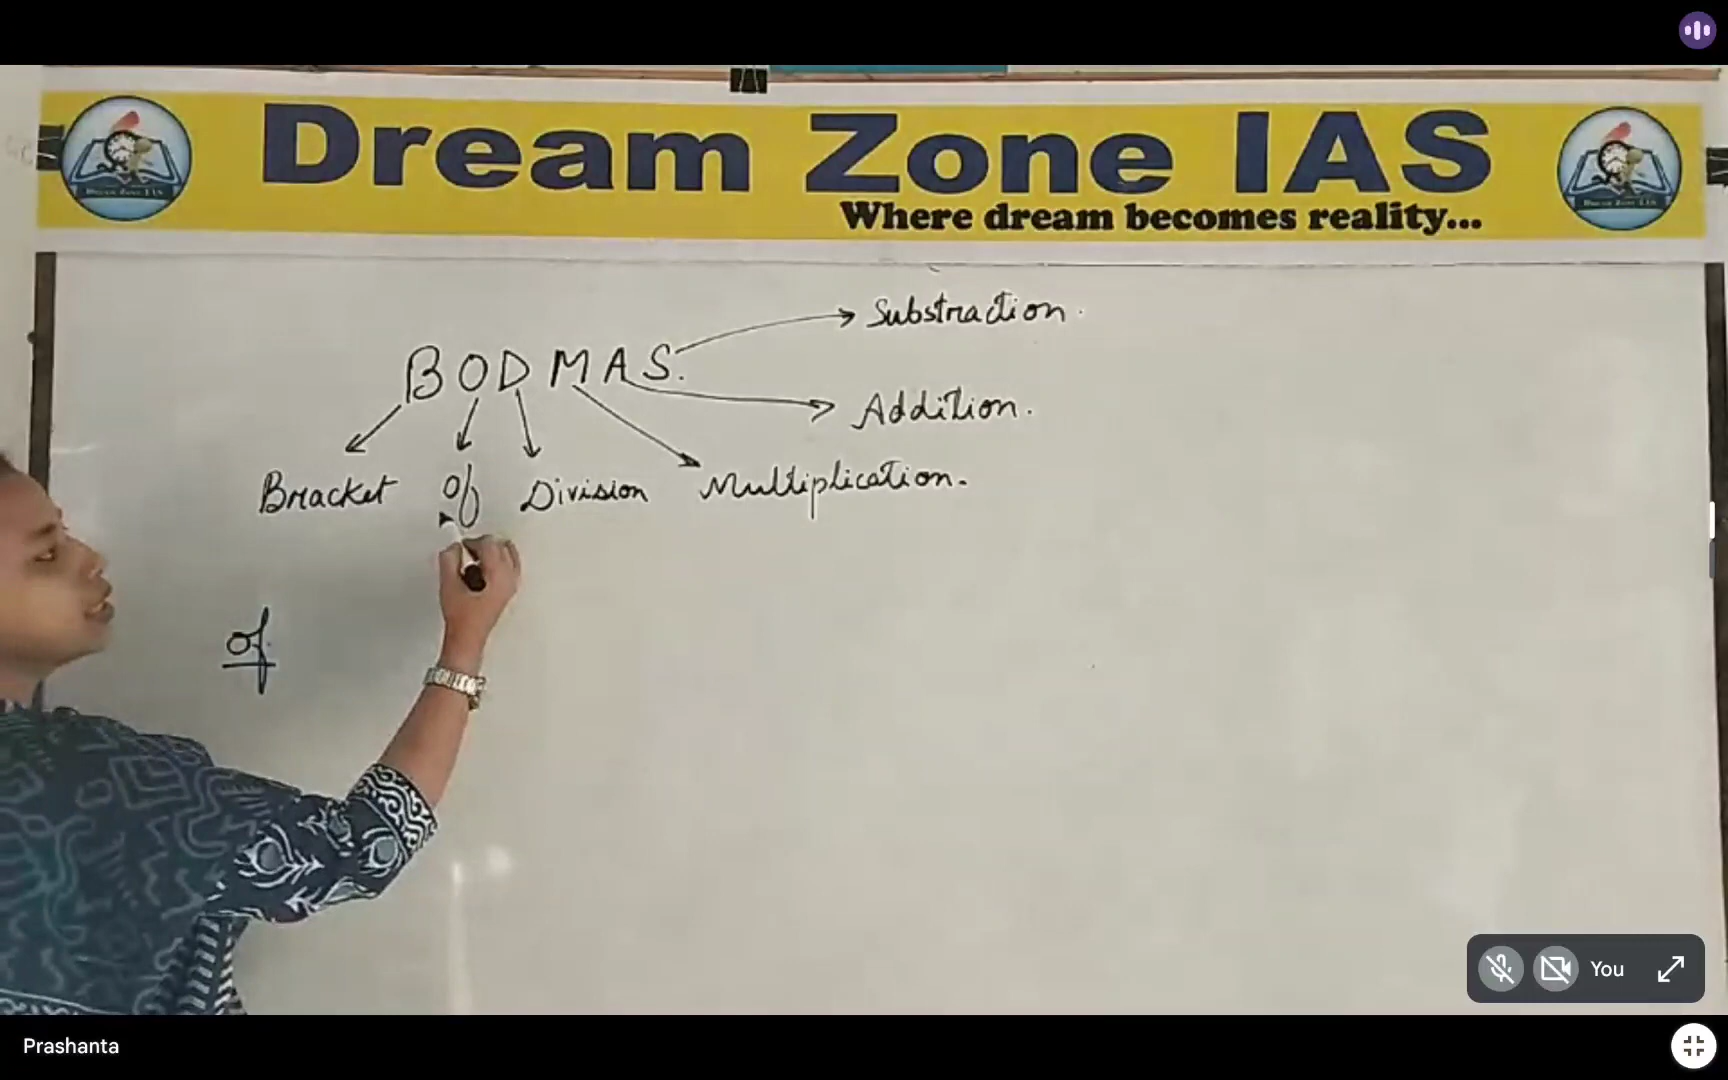 Dream Zone IAS
Where dream becomes reality...
Substraction.
BODMAS.
Addition.
Bracket of Division Multiplication.
of
You
Prashanta